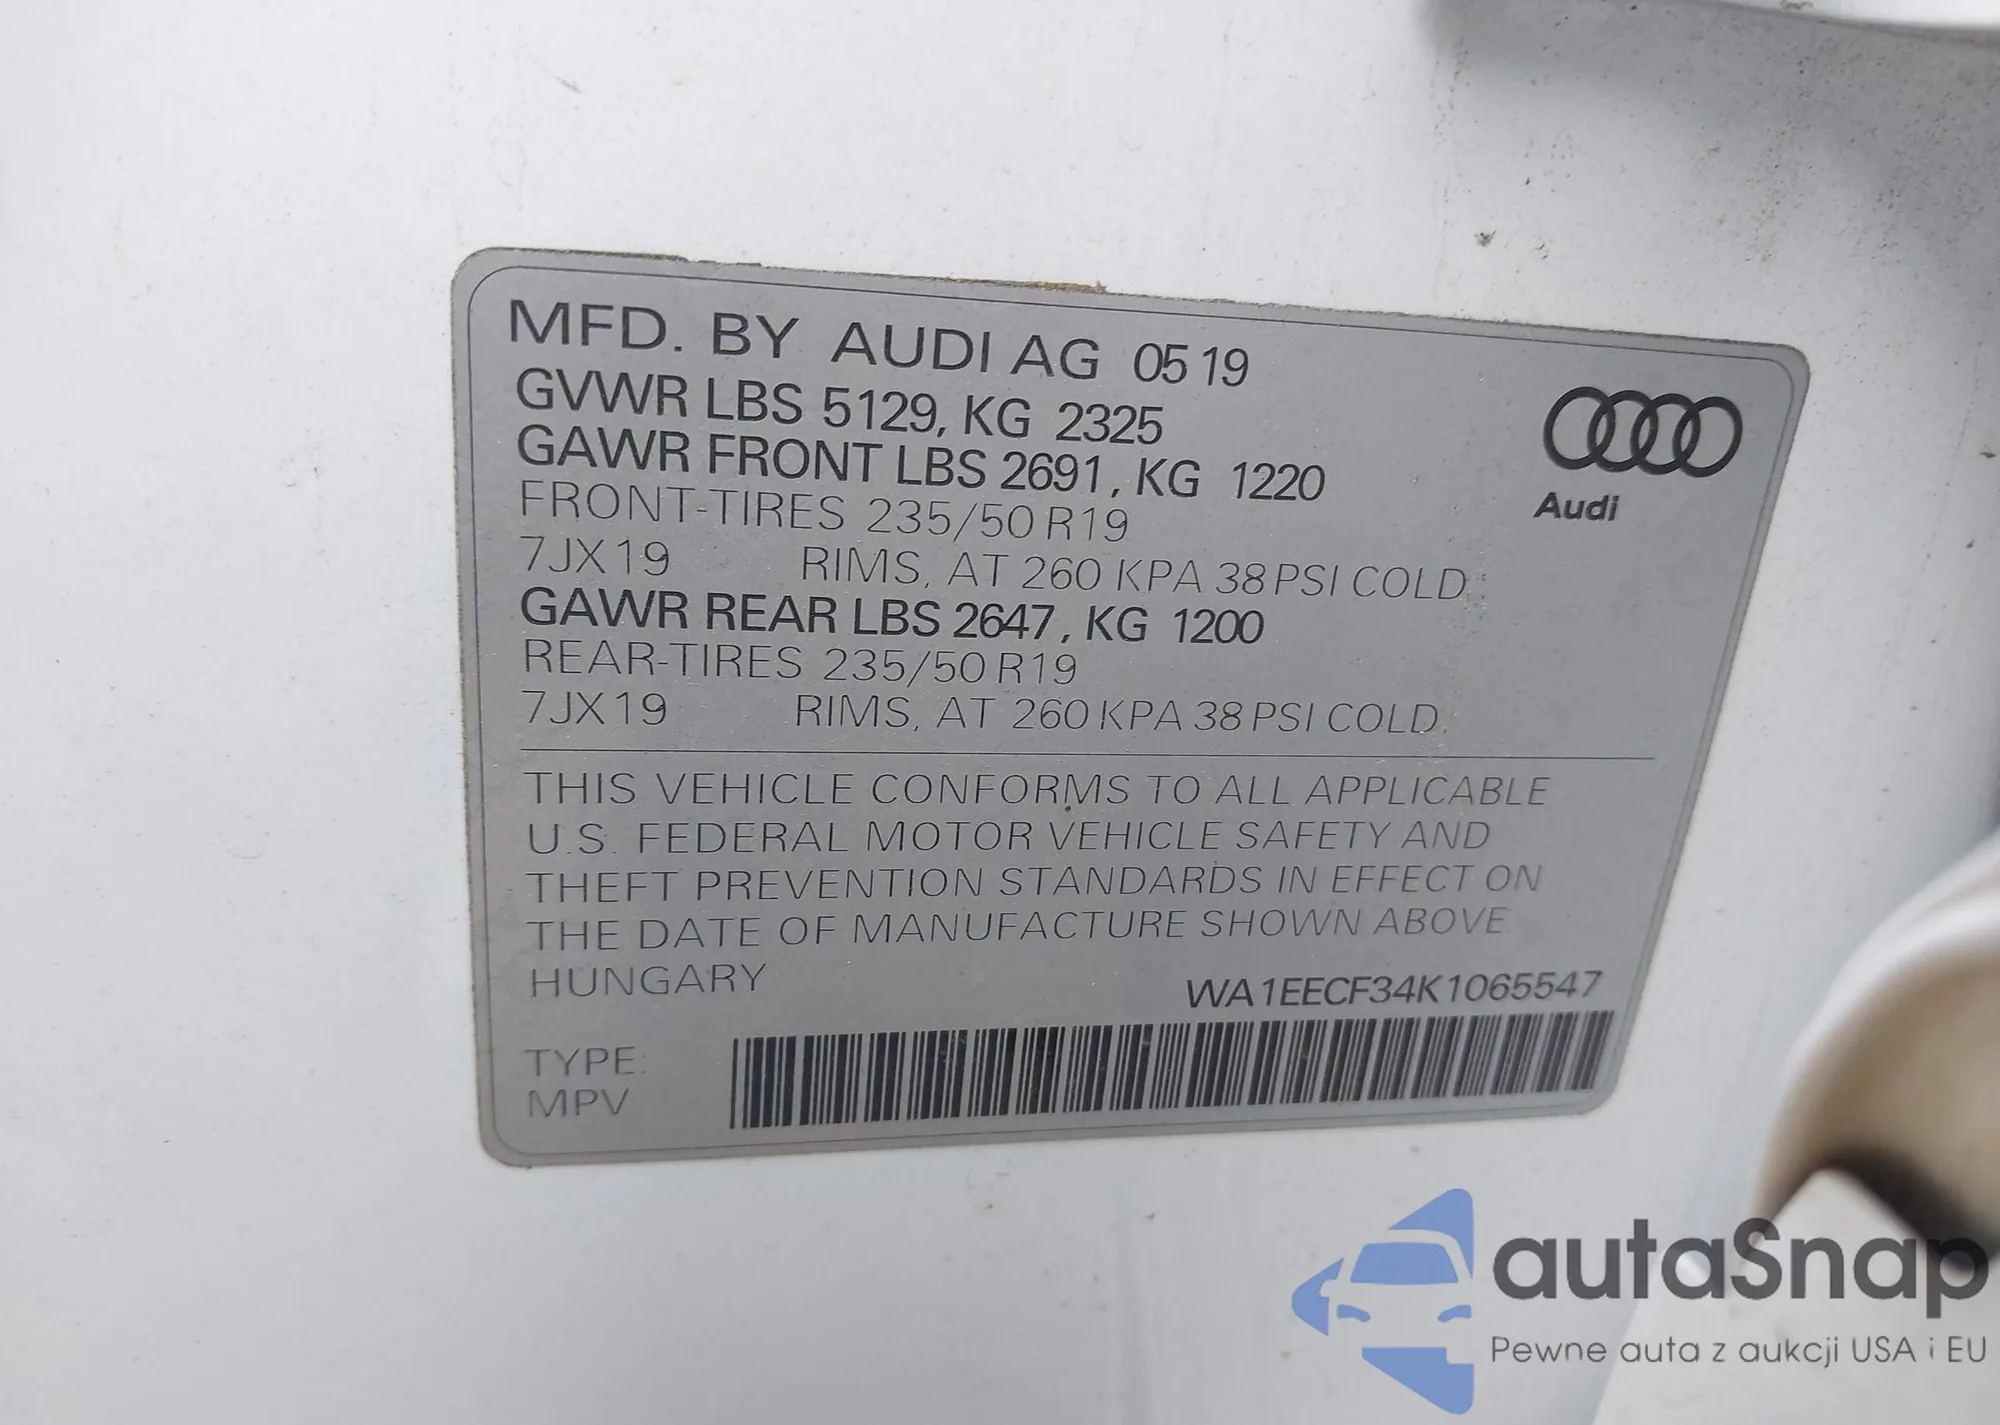 MFD. BY AUDI AG 05 19
GVWR LBS 5129, KG 2325
GAWR FRONT LBS 2691, KG 1220
FRONT-TIRES 235/50 R19
7JX19 RIMS, AT 260 KPA 38 PSI COLD.
GAWR REAR LBS 2647, KG 1200
REAR-TIRES 235/50 R19
7JX19 RIMS, AT 260 KPA 38 PSI COLD.
Audi
THIS VEHICLE CONFORMS TO ALL APPLICABLE
U.S. FEDERAL MOTOR VEHICLE SAFETY AND
THEFT PREVENTION STANDARDS IN EFFECT ON
THE DATE OF MANUFACTURE SHOWN ABOVE
HUNGARY WA1EECF34K1065547
TYPE:
MPV
autaSnap
Pewne auta z aukcji USA i EU